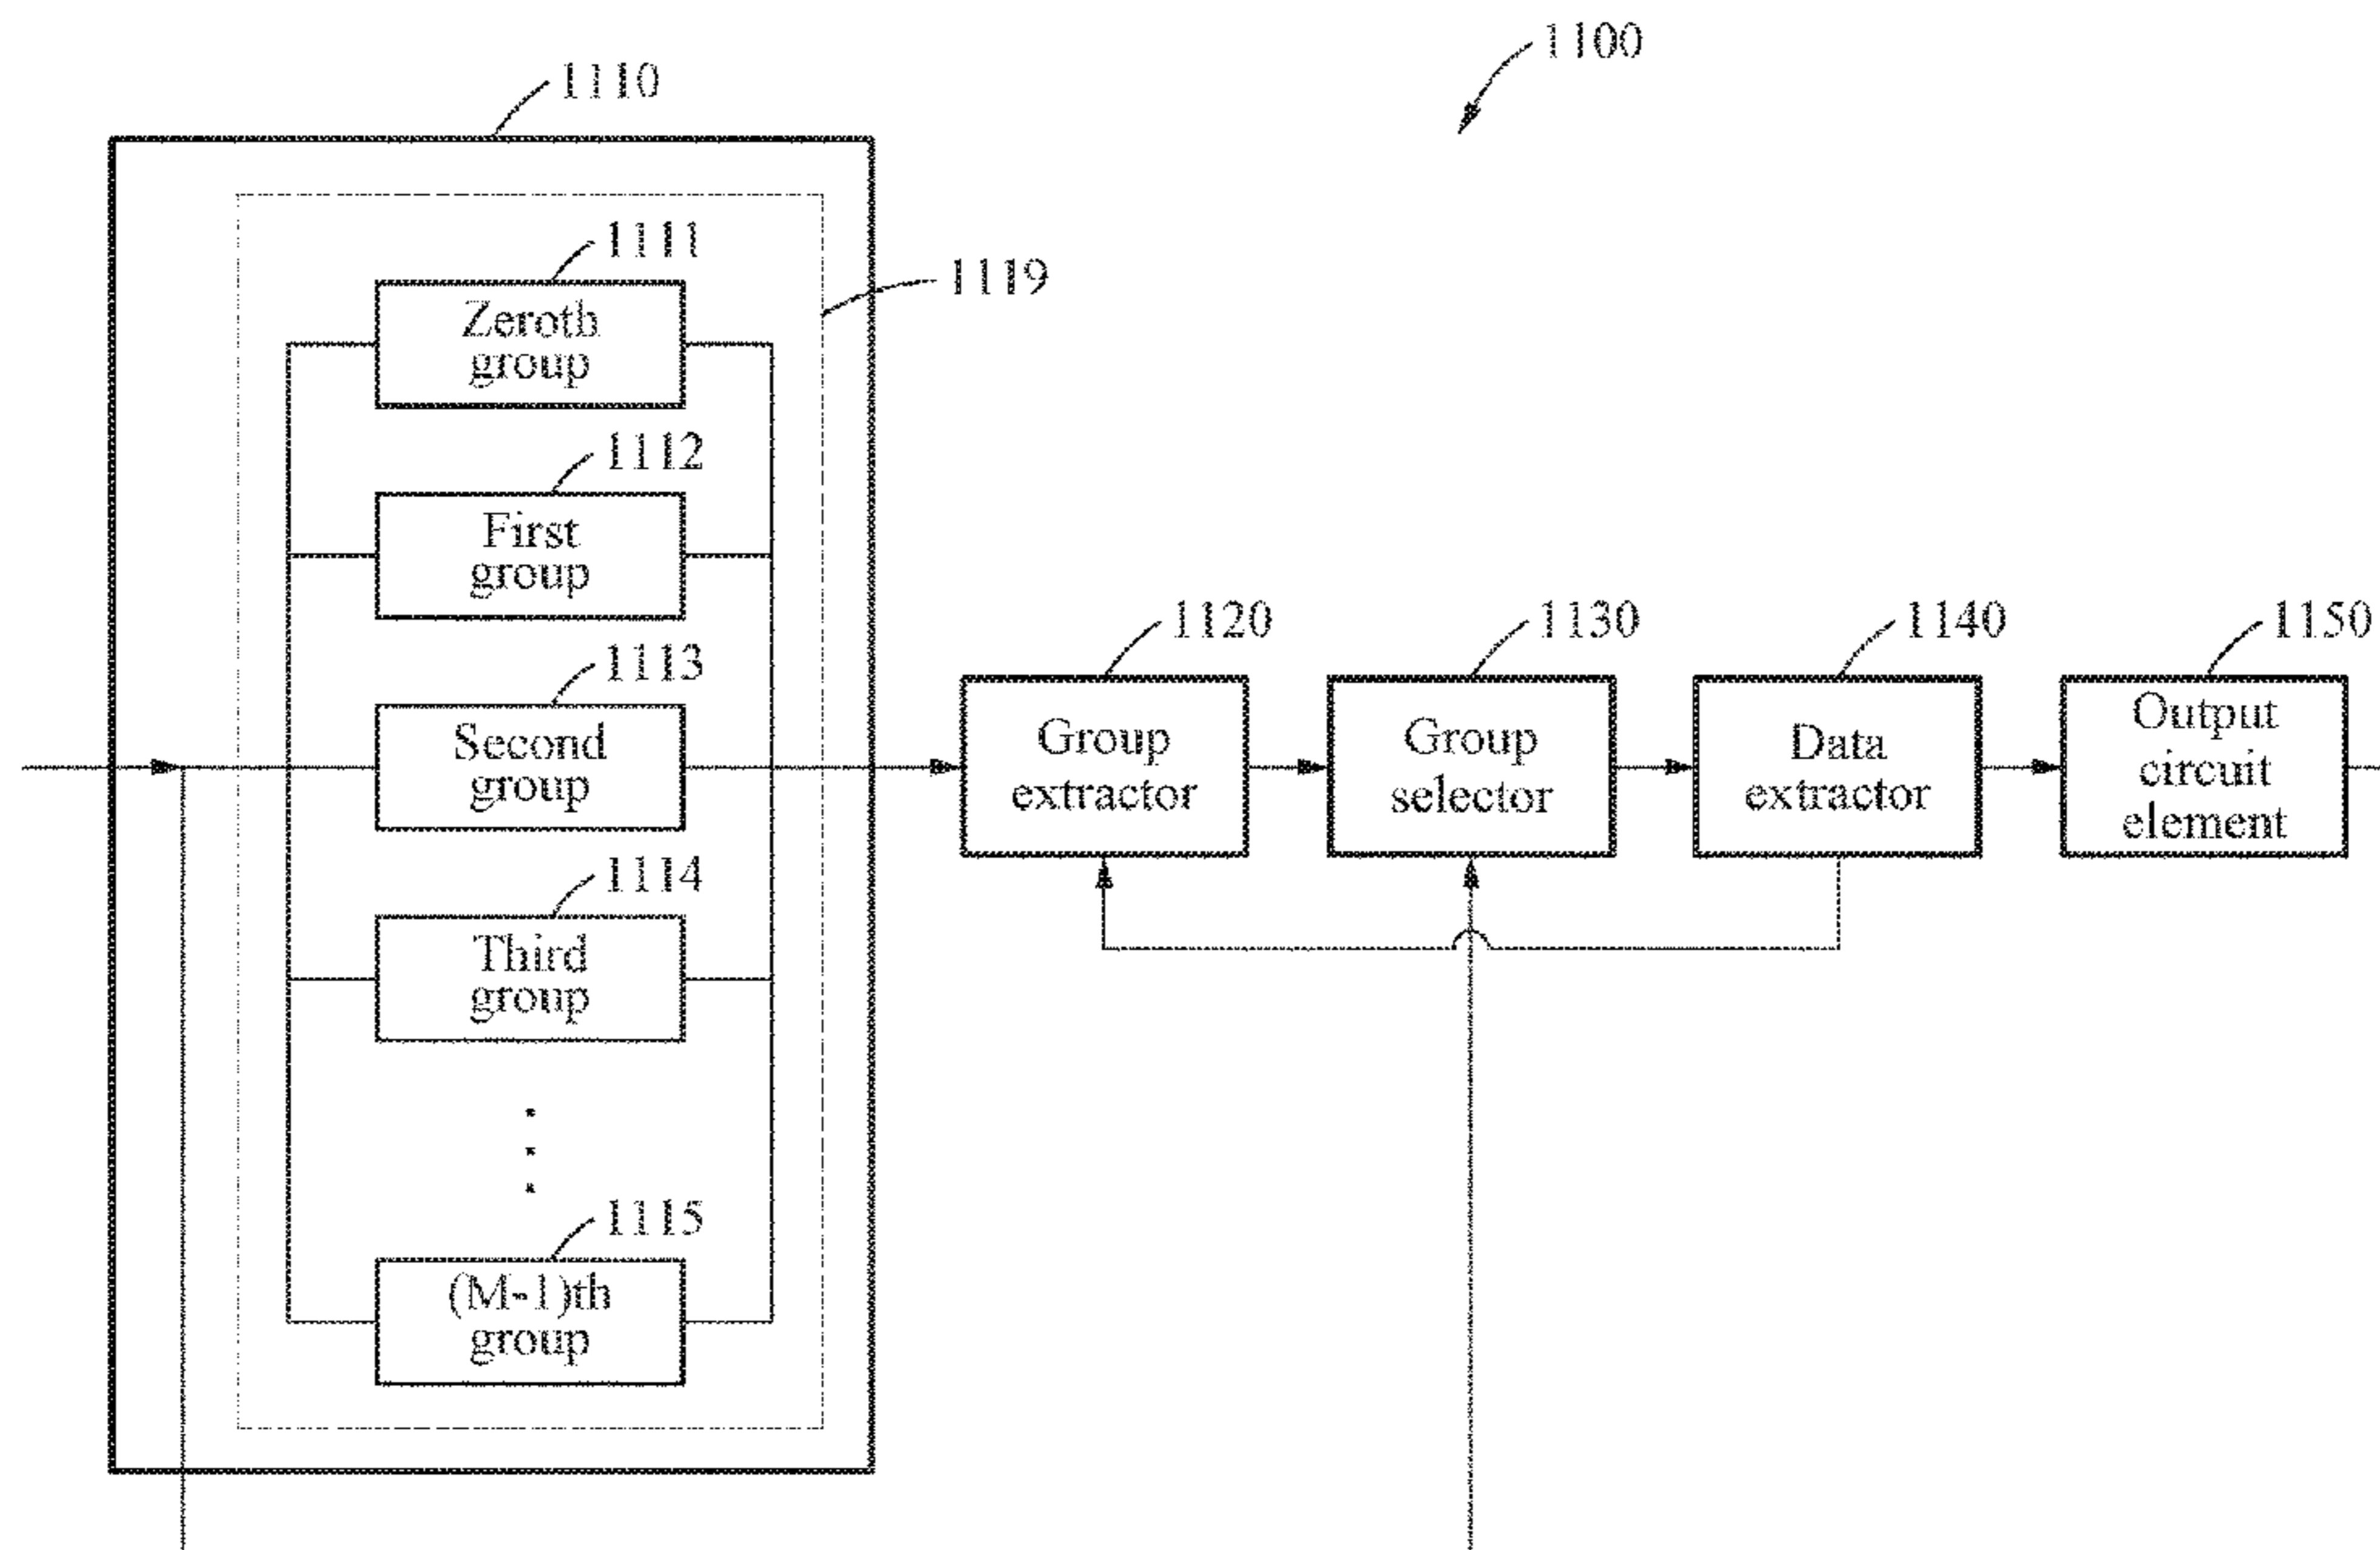 1100
1110
1111
Zeroth
group
1119
1112
First
group
1113
Second
group
1114
Third
group
1115
(M-1)th
group
1120
Group
extractor
1130
Group
selector
1140
Data
extractor
1150
Output
circuit
element